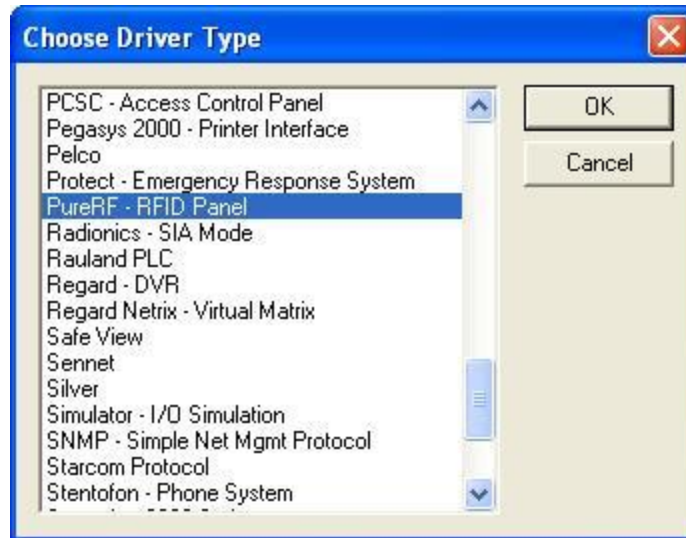 Choose Driver Type
PCSC - Access Control Panel
Pegasys 2000 - Printer Interface
Pelco
Protect - Emergency Response System
PureRF - RFID Panel
Radionics - SIA Mode
Rauland PLC
Regard - DVR
Regard Netrix - Virtual Matrix
Safe View
Sennet
Silver
Simulator - I/O Simulation
SNMP - Simple Net Mgmt Protocol
Starcom Protocol
Stentofon - Phone System
OK
Cancel